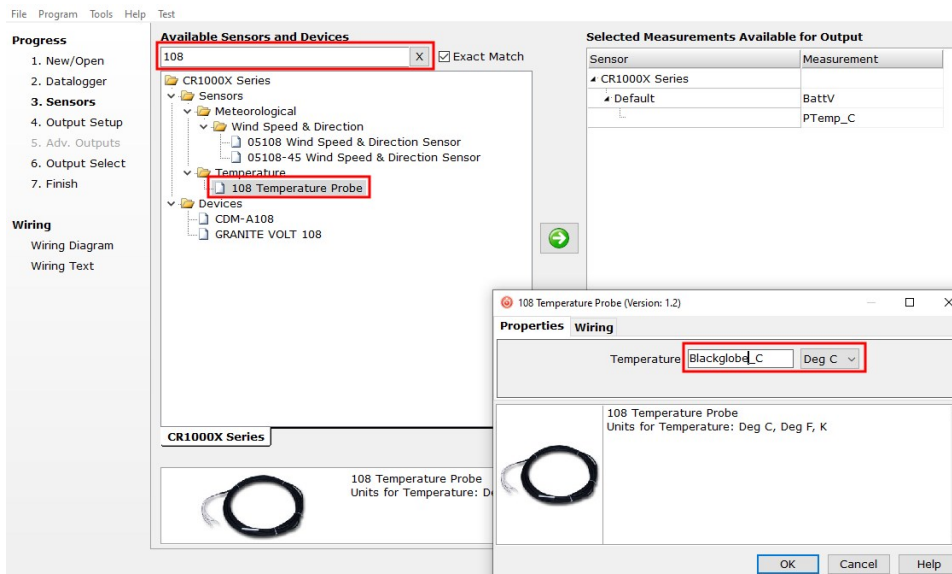 File Program Tools Help Test
Progress
1. New/Open
2. Datalogger
3. Sensors
4. Output Setup
5. Adv. Outputs
6. Output Select
7. Finish
Wiring
Wiring Diagram
Wiring Text
Available Sensors and Devices
108 X Exact Match
CR1000X Series
Sensors
Meteorological
Wind Speed & Direction
05108 Wind Speed & Direction Sensor
05108-45 Wind Speed & Direction Sensor
Temperature
108 Temperature Probe
Devices
CDM-A108
GRANITE VOLT 108
CR1000X Series
108 Temperature Probe
Units for Temperature: D
Selected Measurements Available for Output
Sensor Measurement
CR1000X Series
Default BattV
PTemp_C
108 Temperature Probe (Version: 1.2)
Properties Wiring
Temperature Blackglobe_C Deg C
108 Temperature Probe
Units for Temperature: Deg C, Deg F, K
OK Cancel Help